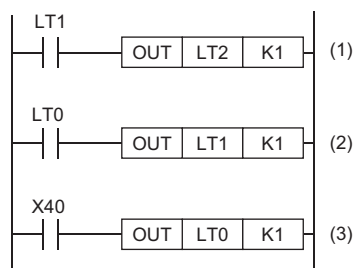 LT1
OUT LT2 K1 (1)
LT0
OUT LT1 K1 (2)
X40
OUT LT0 K1 (3)